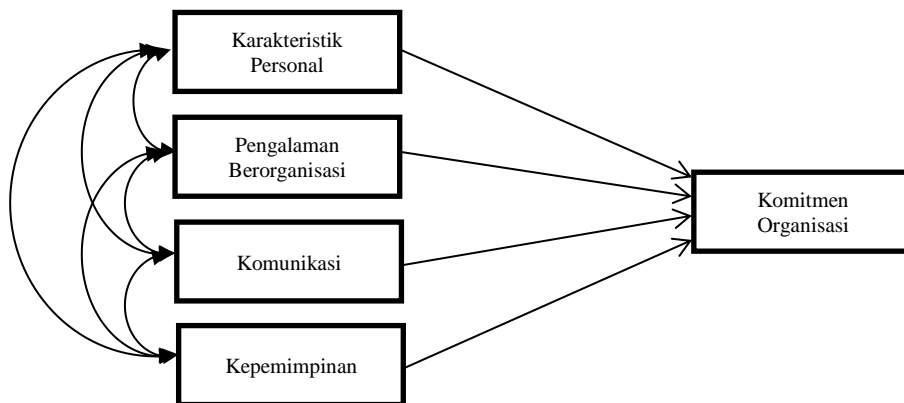 Karakteristik
Personal
Pengalaman
Berorganisasi
Komunikasi
Kepemimpinan
Komitmen
Organisasi